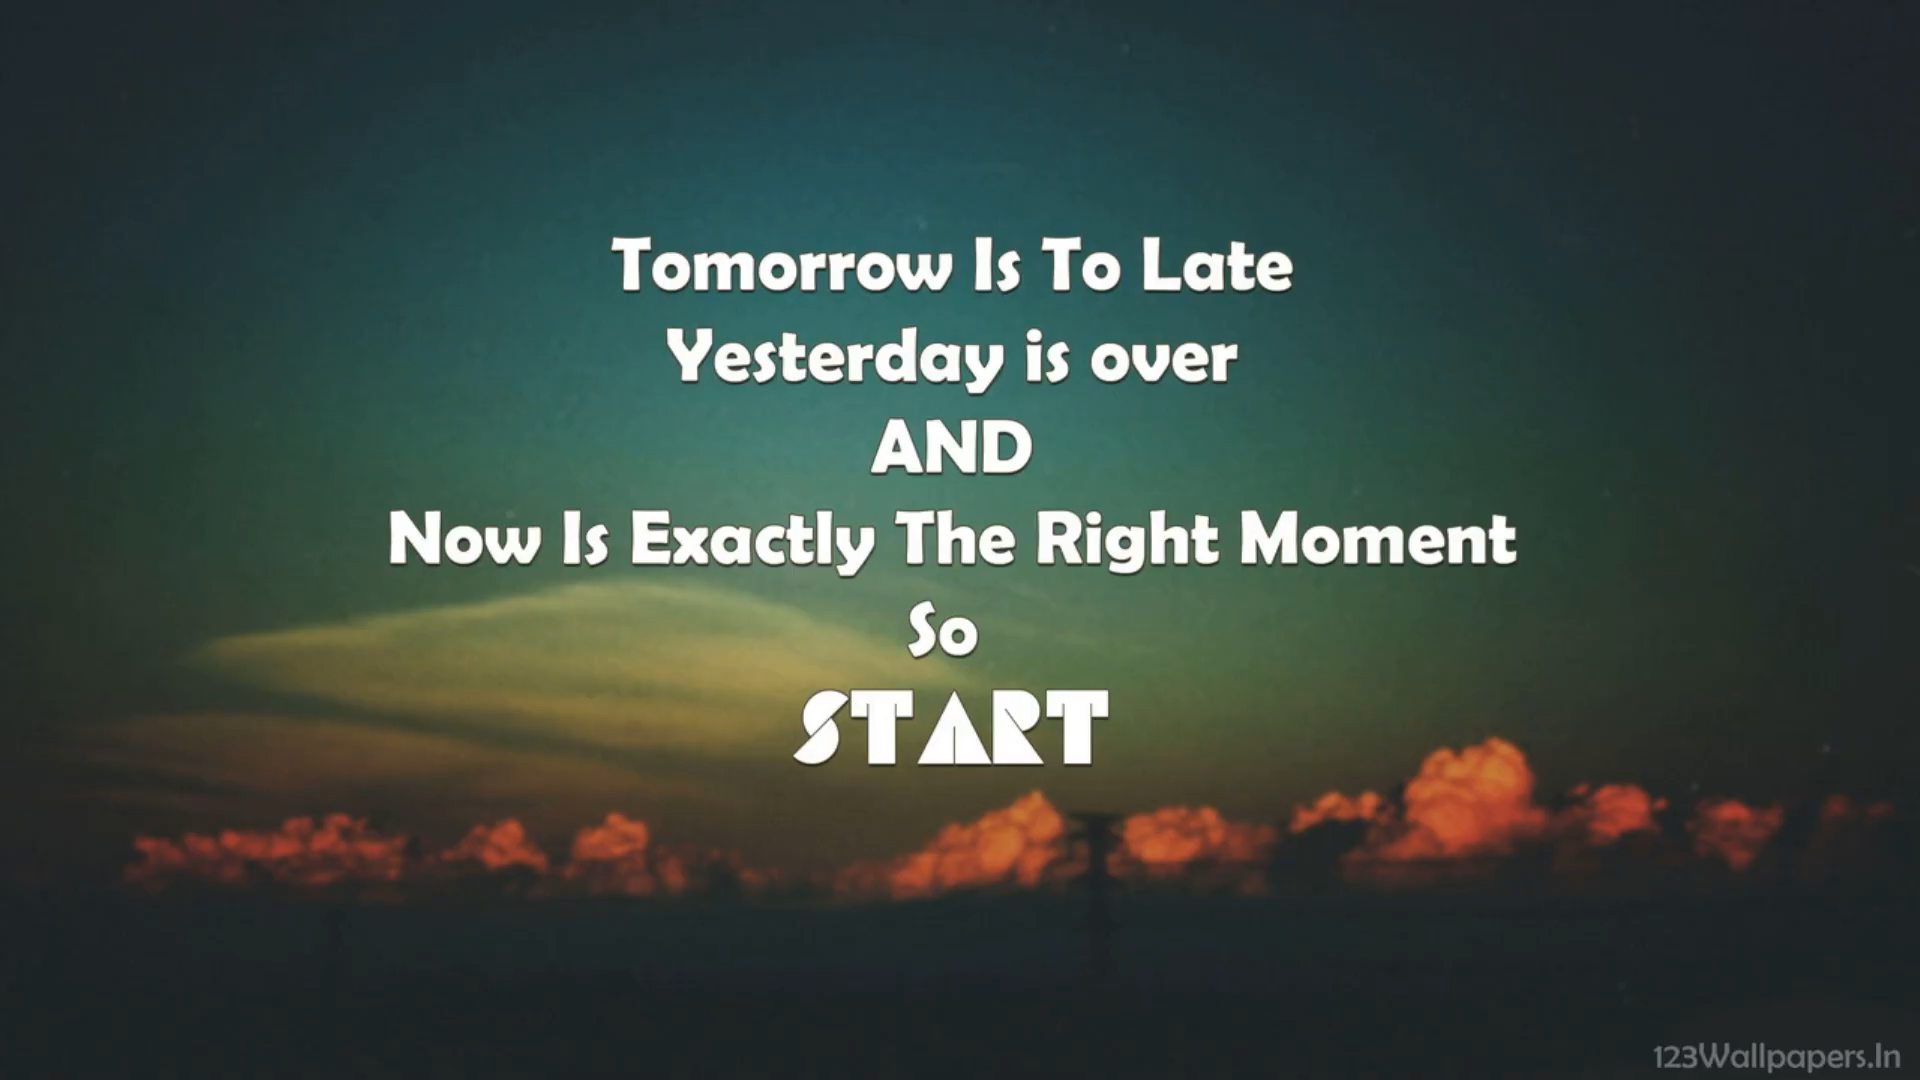 Tomorrow Is To Late
Yesterday is over
AND
Now Is Exactly The Right Moment
So
START
123Wallpapers.In